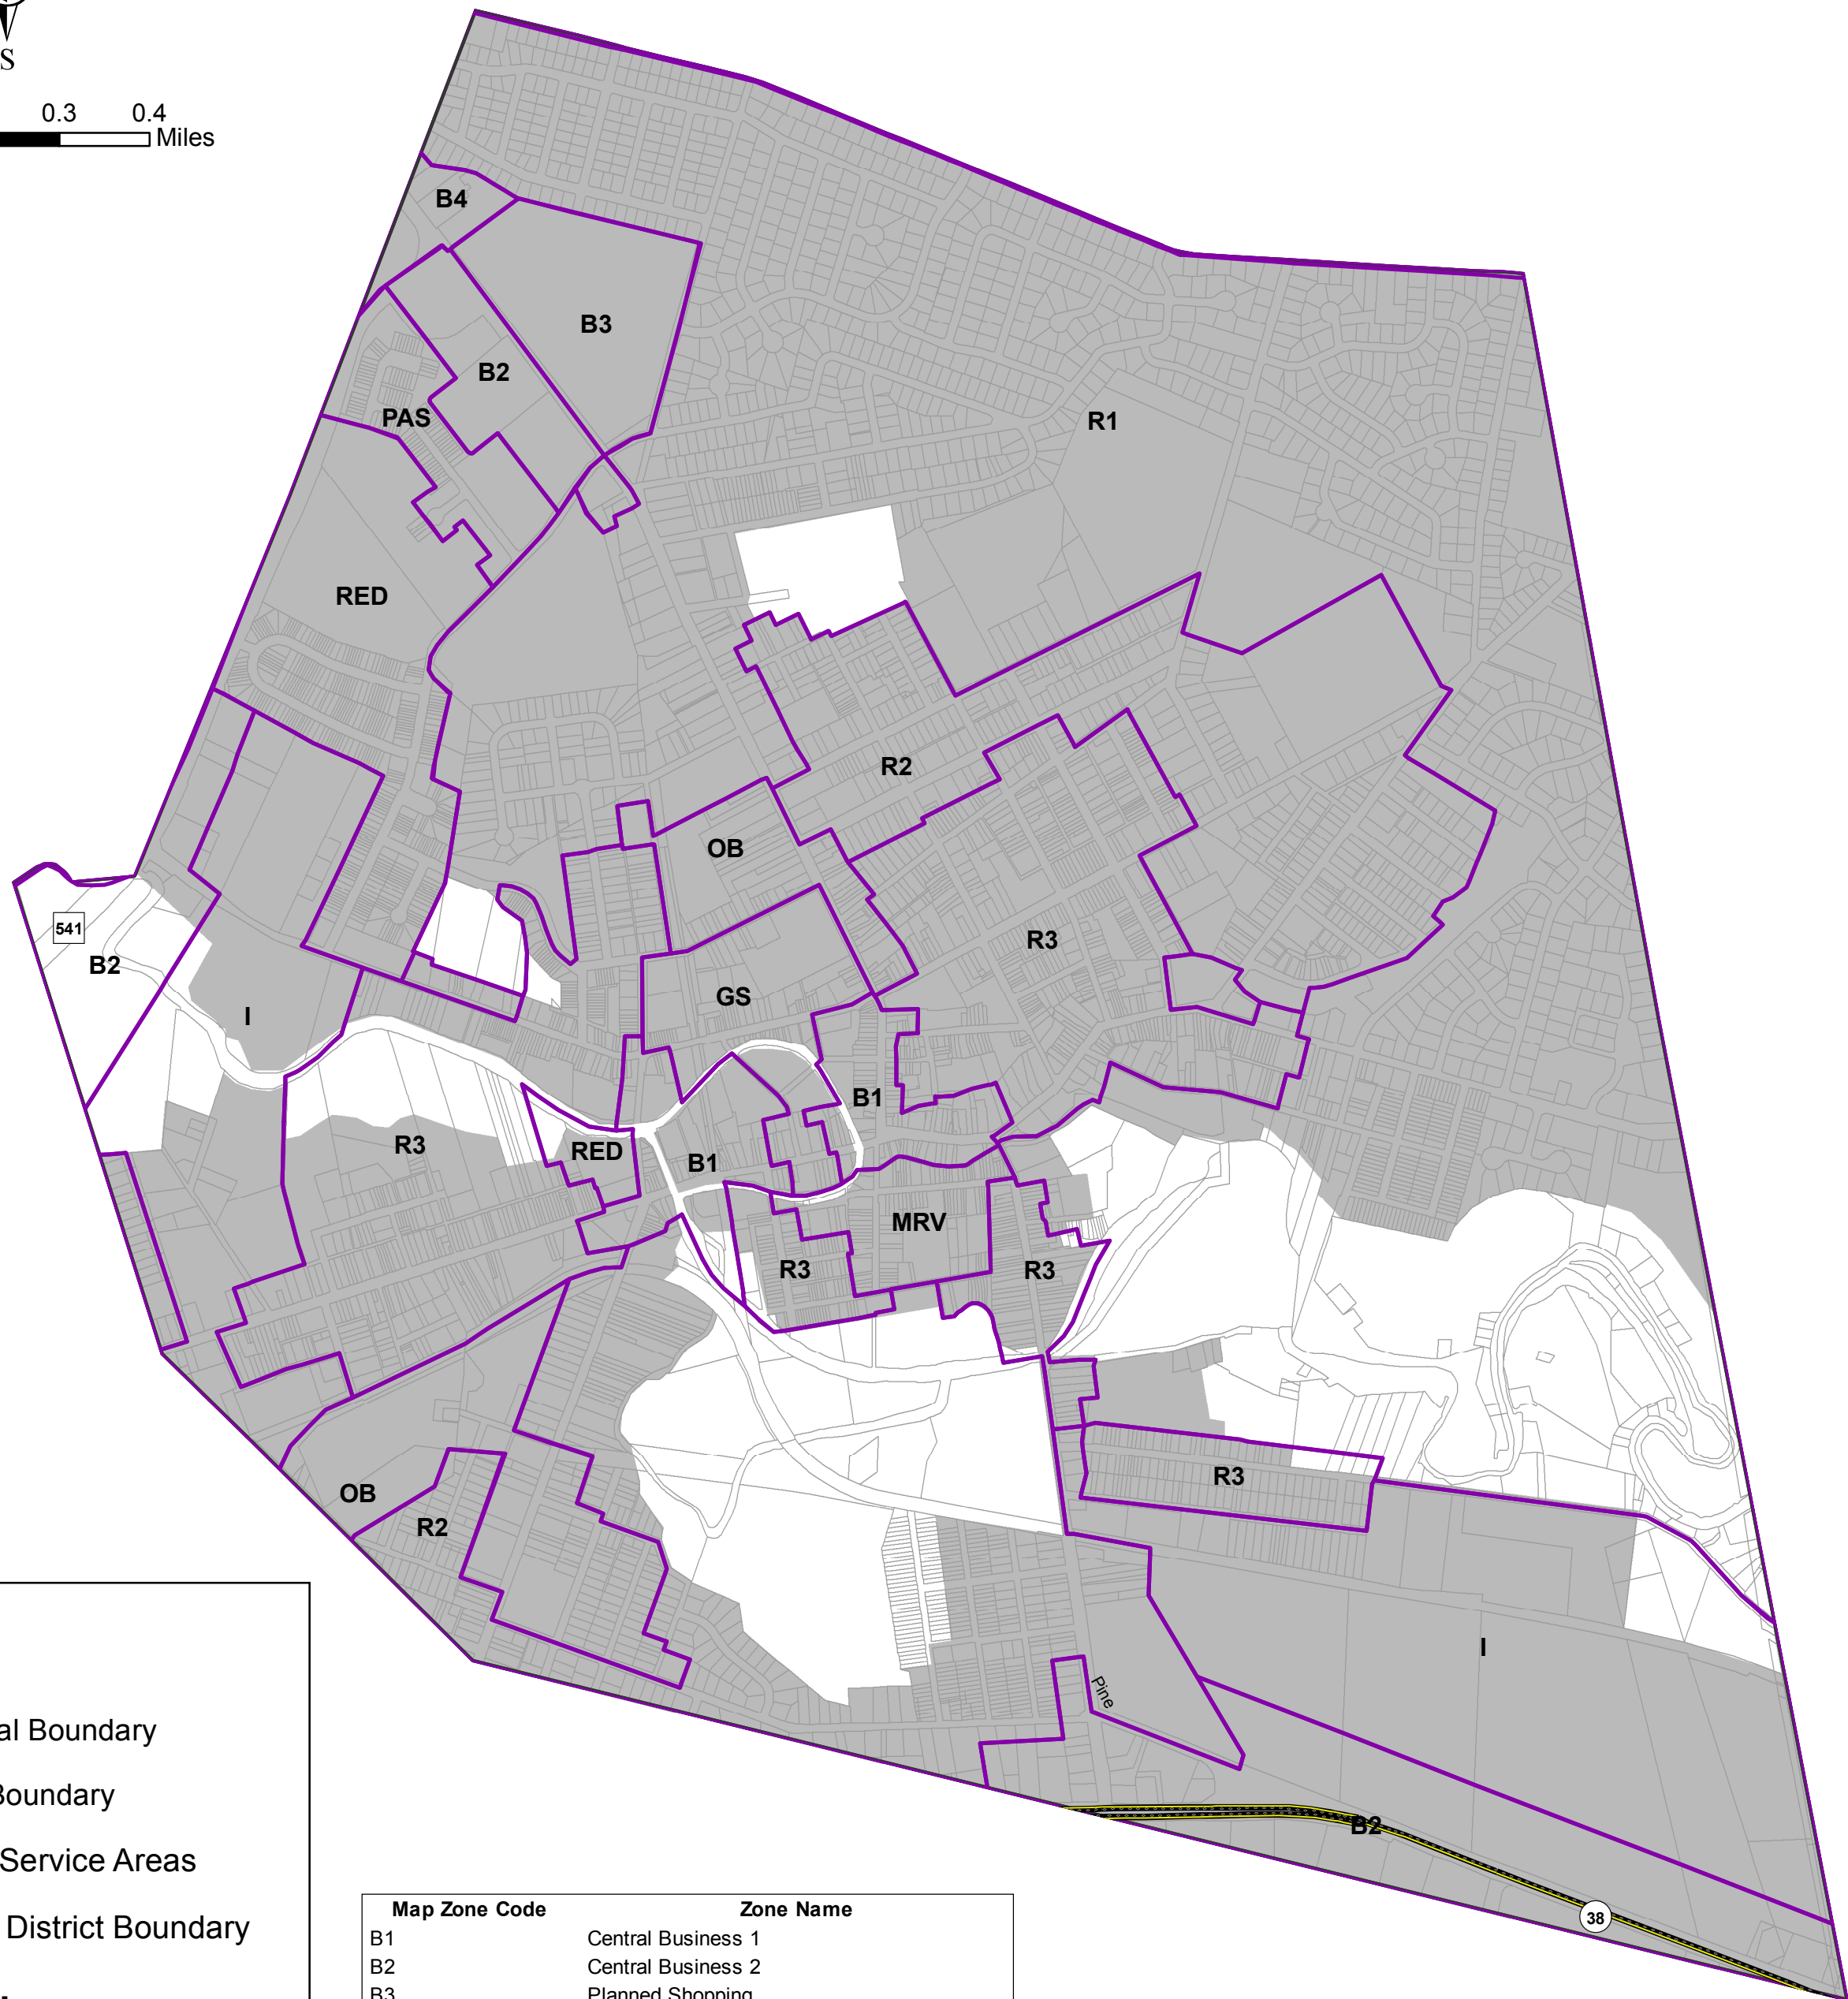 S
0.3 0.4
Miles
B4
B3
B2
R1
PAS
RED
R2
OB
541
R3
B2
GS
I
B1
R3
RED
B1
MRV
R3
R3
R3
OB
R2
I
Pine
B2
38
al Boundary
Boundary
Service Areas
District Boundary
Map Zone Code Zone Name
B1 Central Business 1
B2 Central Business 2
B3 Planned Shopping